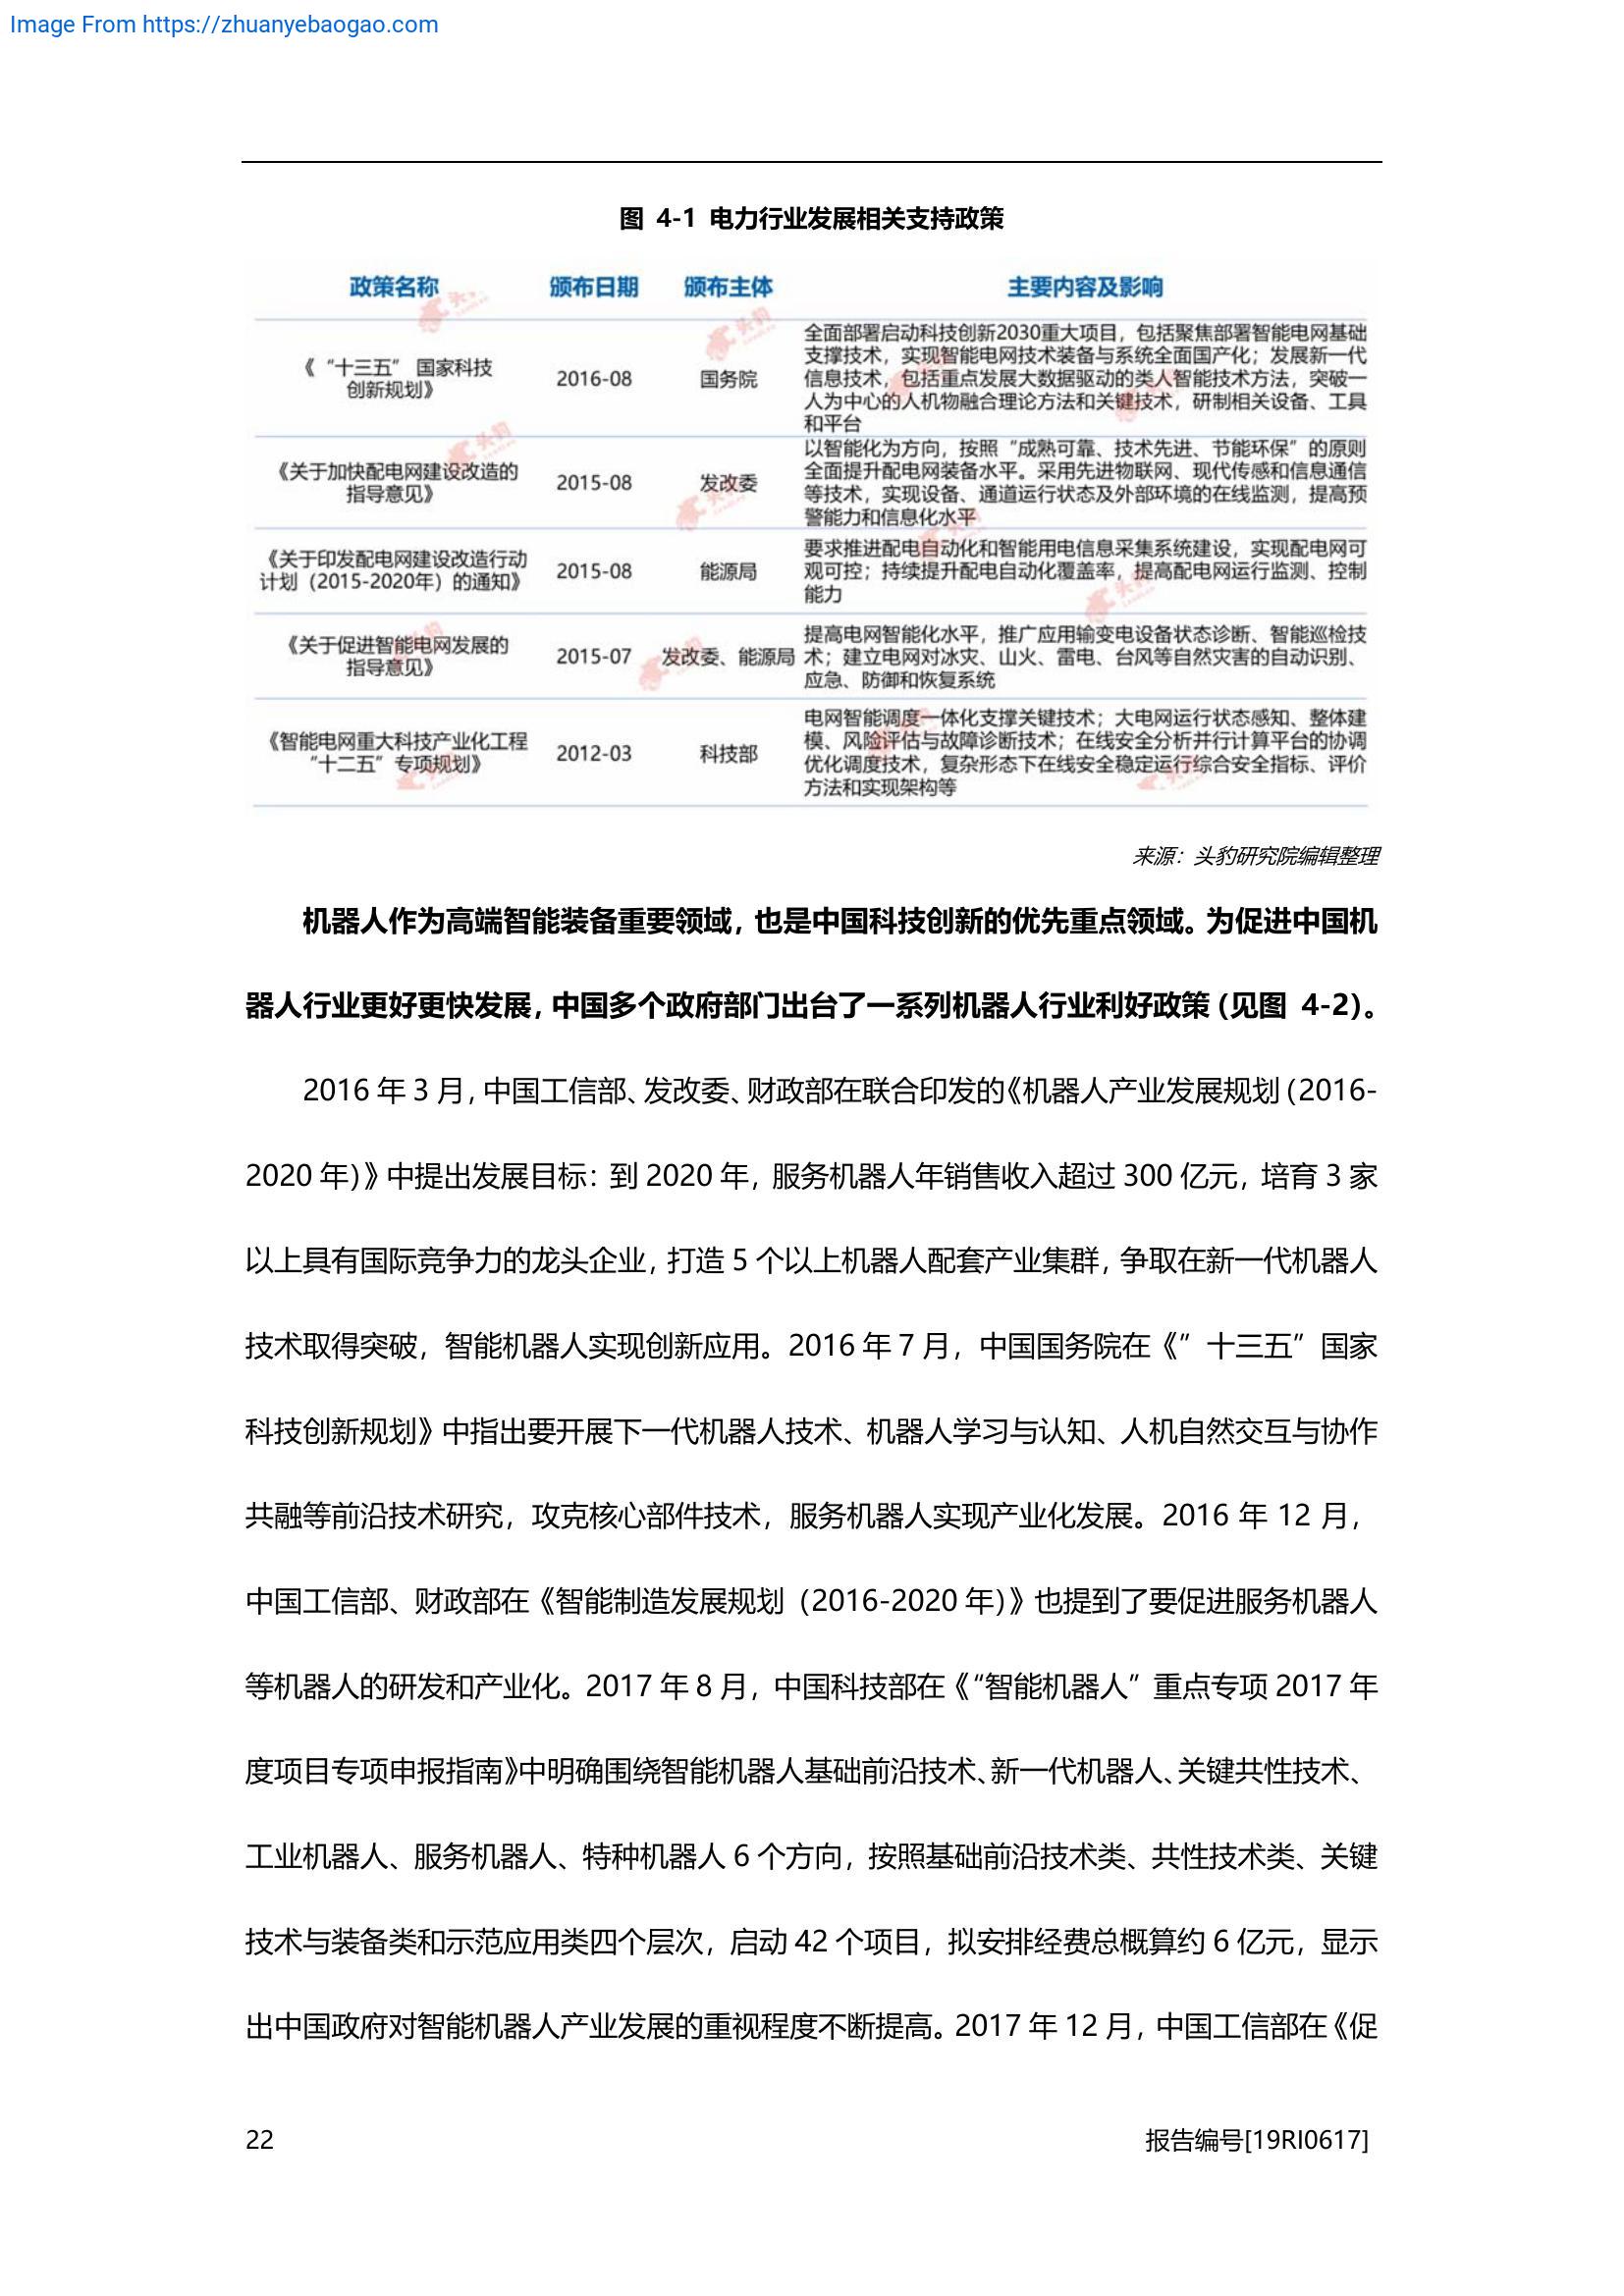 Image From https://zhuanyebaogao.com
图 4-1 电力行业发展相关支持政策
政策名称 颁布日期 颁布主体 主要内容及影响
《“十三五” 国家科技
创新规划》
2016-08
国务院
全面部署启动科技创新2030重大项目，包括聚焦部署智能电网基础
支撑技术，实现智能电网技术装备与系统全面国产化；发展新一代
信息技术，包括重点发展大数据驱动的类人智能技术方法，突破一
人为中心的人机物融合理论方法和关键技术，研制相关设备、工具
和平台
《关于加快配电网建设改造的
指导意见》
2015-08
发改委
以智能化为方向，按照“成熟可靠、技术先进、节能环保”的原则
全面提升配电网装备水平。采用先进物联网、现代传感和信息通信
等技术，实现设备、通道运行状态及外部环境的在线监测，提高预
警能力和信息化水平
《关于印发配电网建设改造行动
计划（2015-2020年）的通知》
2015-08
能源局
要求推进配电自动化和智能用电信息采集系统建设，实现配电网可
观可控；持续提升配电自动化覆盖率，提高配电网运行监测、控制
能力
《关于促进智能电网发展的
指导意见》
2015-07
发改委、能源局
提高电网智能化水平，推广应用输变电设备状态诊断、智能巡检技
术；建立电网对冰灾、山火、雷电、台风等自然灾害的自动识别、
应急、防御和恢复系统
《智能电网重大科技产业化工程
“十二五”专项规划》
2012-03
科技部
电网智能调度一体化支撑关键技术；大电网运行状态感知、整体建
模、风险评估与故障诊断技术；在线安全分析并行计算平台的协调
优化调度技术，复杂形态下在线安全稳定运行综合安全指标、评价
方法和实现架构等
来源：头豹研究院编辑整理
机器人作为高端智能装备重要领域，也是中国科技创新的优先重点领域。为促进中国机
器人行业更好更快发展，中国多个政府部门出台了一系列机器人行业利好政策（见图 4-2）。
2016 年 3 月，中国工信部、发改委、财政部在联合印发的《机器人产业发展规划（2016-
2020 年）》中提出发展目标：到 2020 年，服务机器人年销售收入超过 300 亿元，培育 3 家
以上具有国际竞争力的龙头企业，打造 5 个以上机器人配套产业集群，争取在新一代机器人
技术取得突破，智能机器人实现创新应用。2016 年 7 月，中国国务院在《”十三五”国家
科技创新规划》中指出要开展下一代机器人技术、机器人学习与认知、人机自然交互与协作
共融等前沿技术研究，攻克核心部件技术，服务机器人实现产业化发展。2016 年 12 月，
中国工信部、财政部在《智能制造发展规划（2016-2020 年）》也提到了要促进服务机器人
等机器人的研发和产业化。2017 年 8 月，中国科技部在《“智能机器人”重点专项 2017 年
度项目专项申报指南》中明确围绕智能机器人基础前沿技术、新一代机器人、关键共性技术、
工业机器人、服务机器人、特种机器人 6 个方向，按照基础前沿技术类、共性技术类、关键
技术与装备类和示范应用类四个层次，启动 42 个项目，拟安排经费总概算约 6 亿元，显示
出中国政府对智能机器人产业发展的重视程度不断提高。2017 年 12 月，中国工信部在《促
22 报告编号[19RI0617]